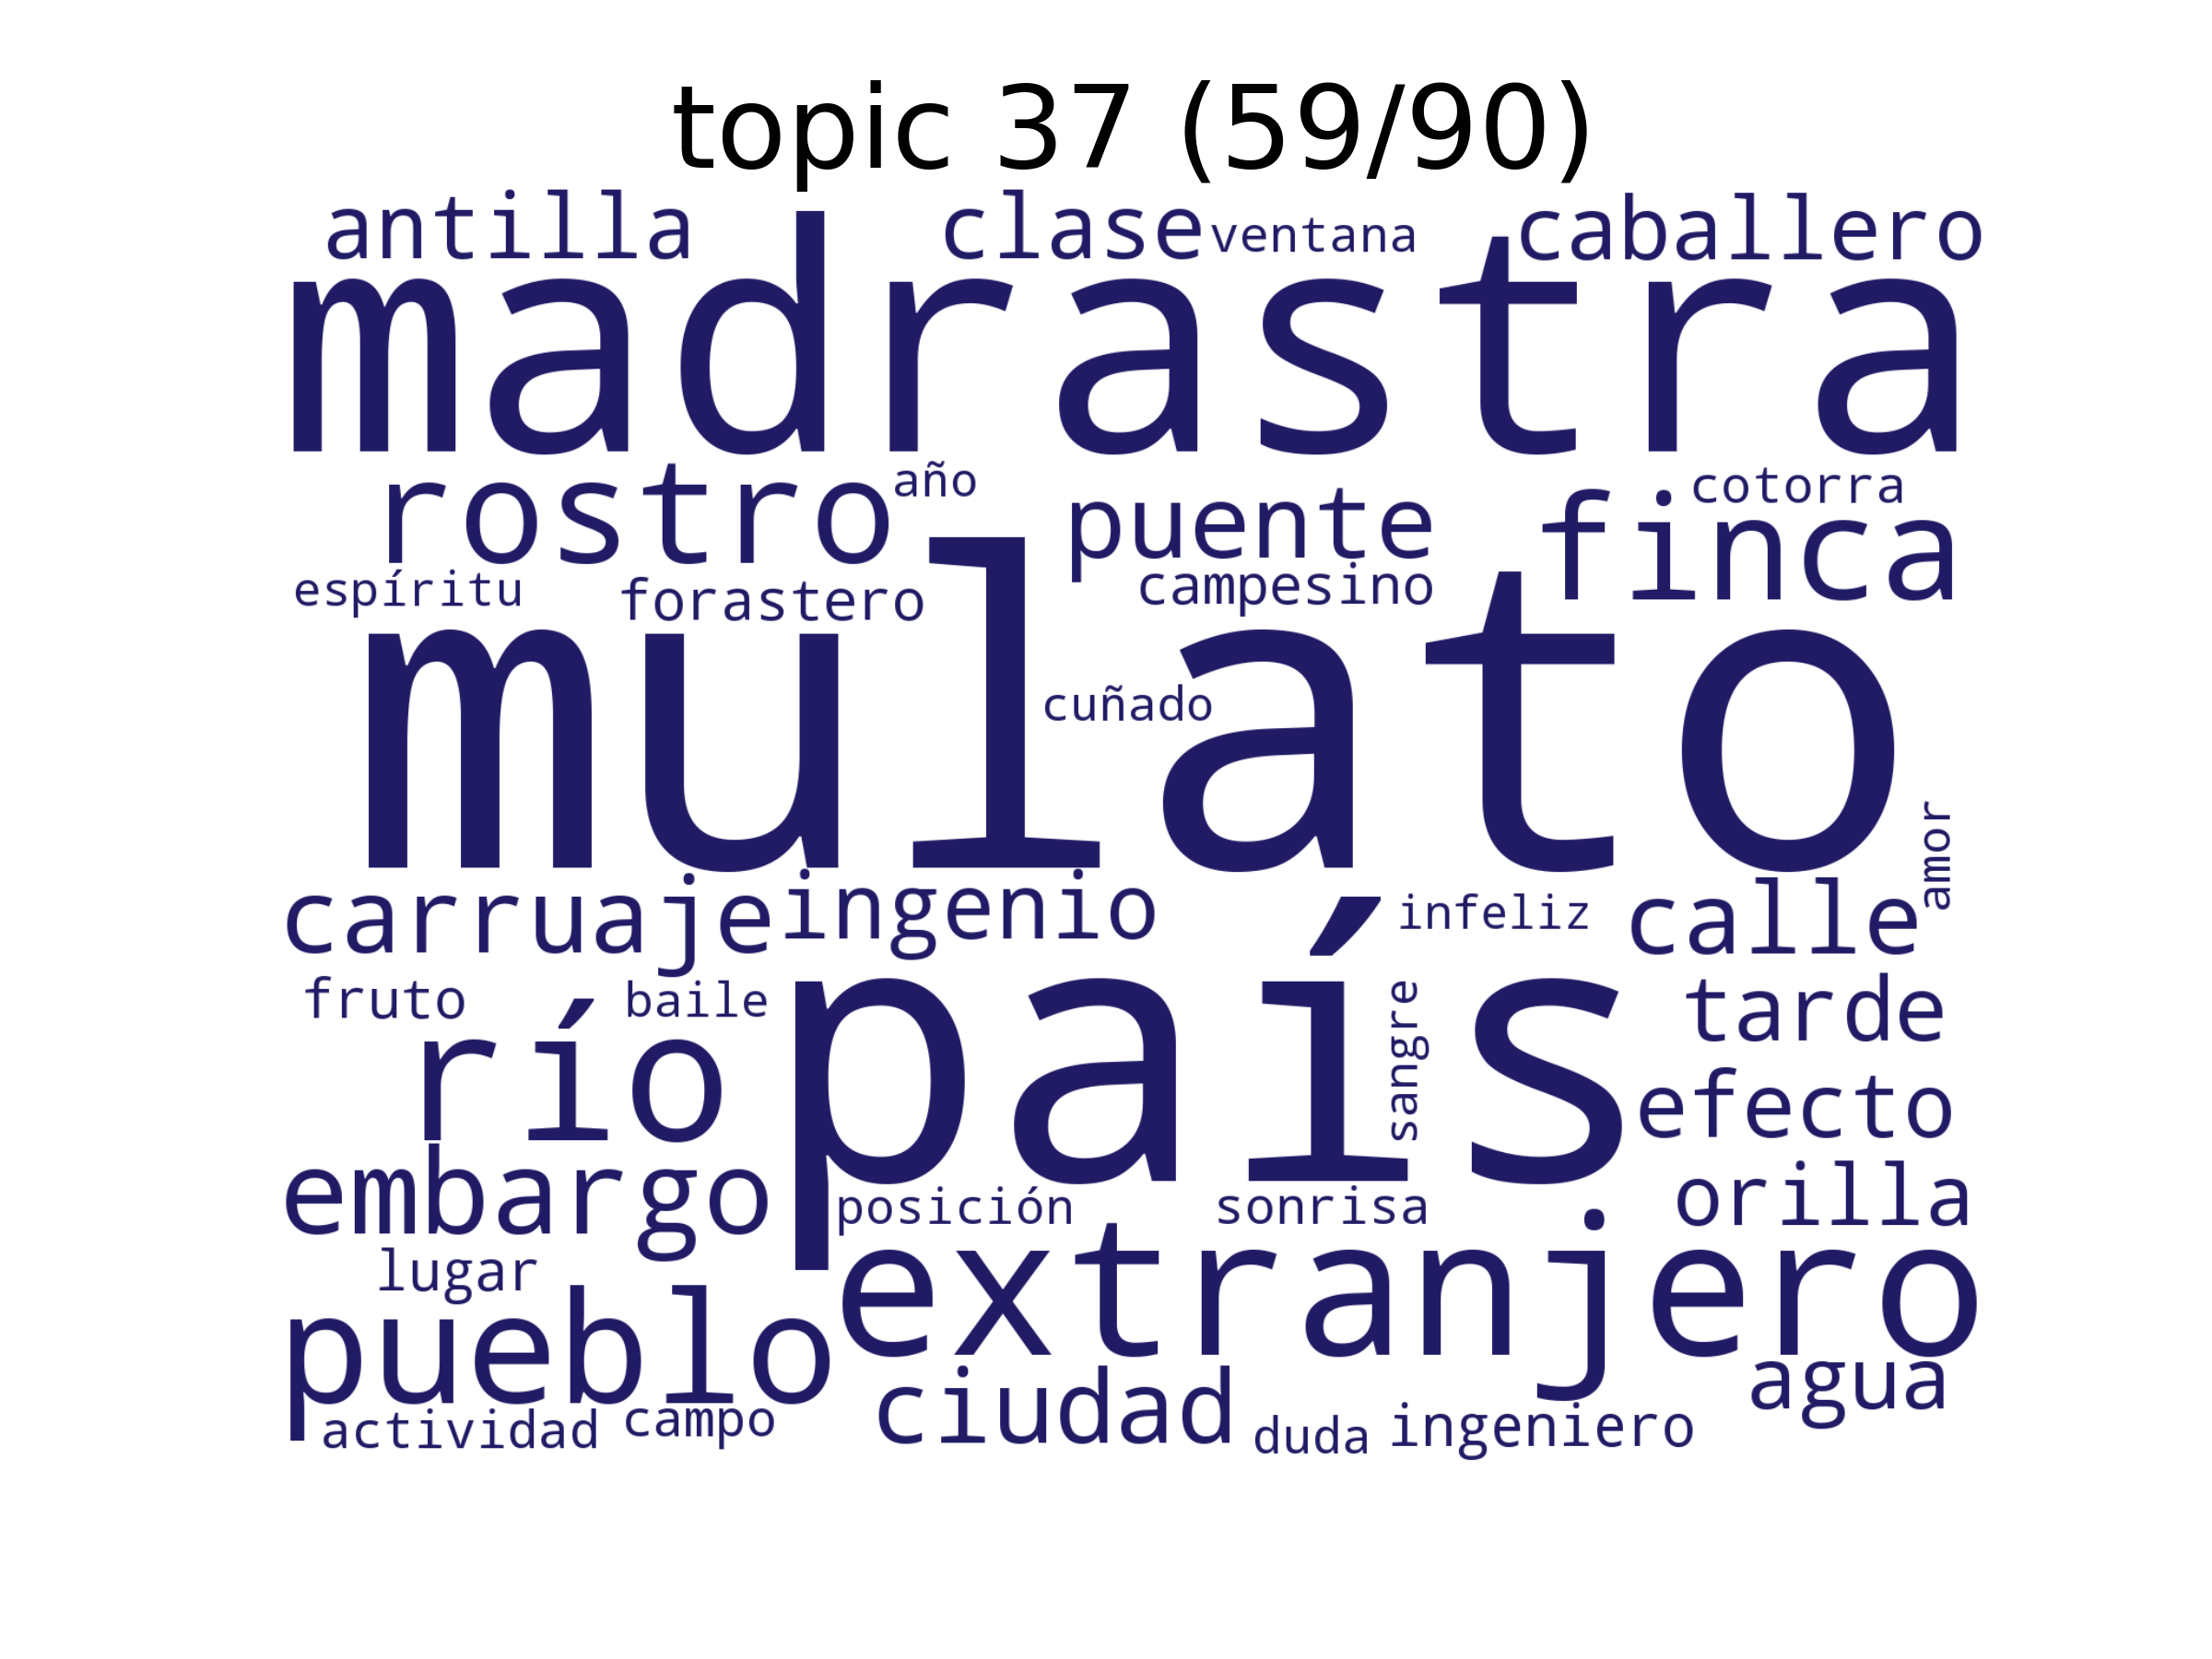 topic 37 (59/90)
antilla clase ventana caballero
madrastra
rostro año puente finca cotorra
espíritu forastero campesino
mulato
cuñado
amor
carruaje ingenio infeliz calle
fruto baile país sangre tarde
río efecto
embargo posición sonrisa orilla
lugar extranjero
pueblo ciudad agua
actividad campo duda ingeniero